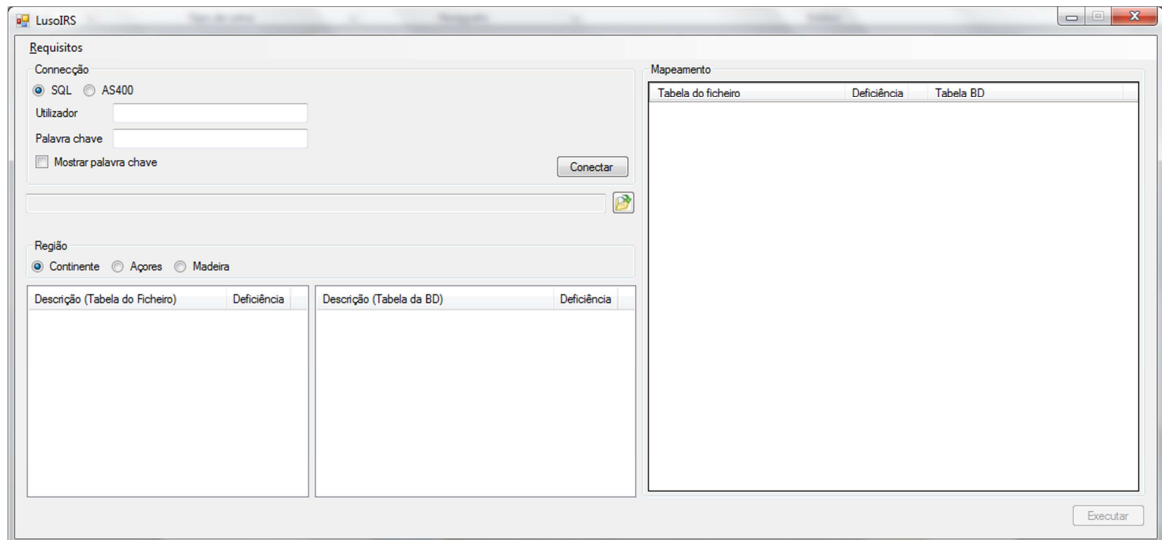 LusoIRS
Requisitos
Connecção
SQL AS400
Utilizador
Palavra chave
Mostrar palavra chave
Conectar
Região
Continente Açores Madeira
Descrição (Tabela do Ficheiro) Deficiência
Descrição (Tabela da BD) Deficiência
Mapeamento
Tabela do ficheiro Deficiência Tabela BD
Executar